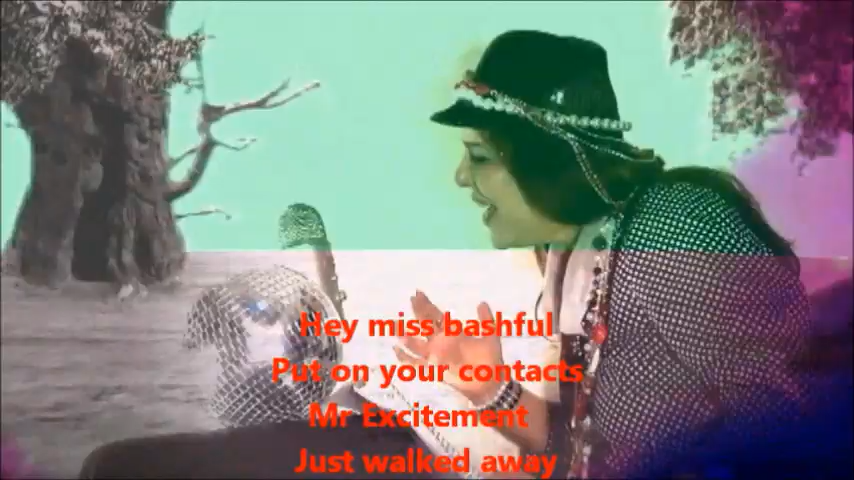 Hey miss bashful
Put on your contacts
Mr Excitement
Just walked away